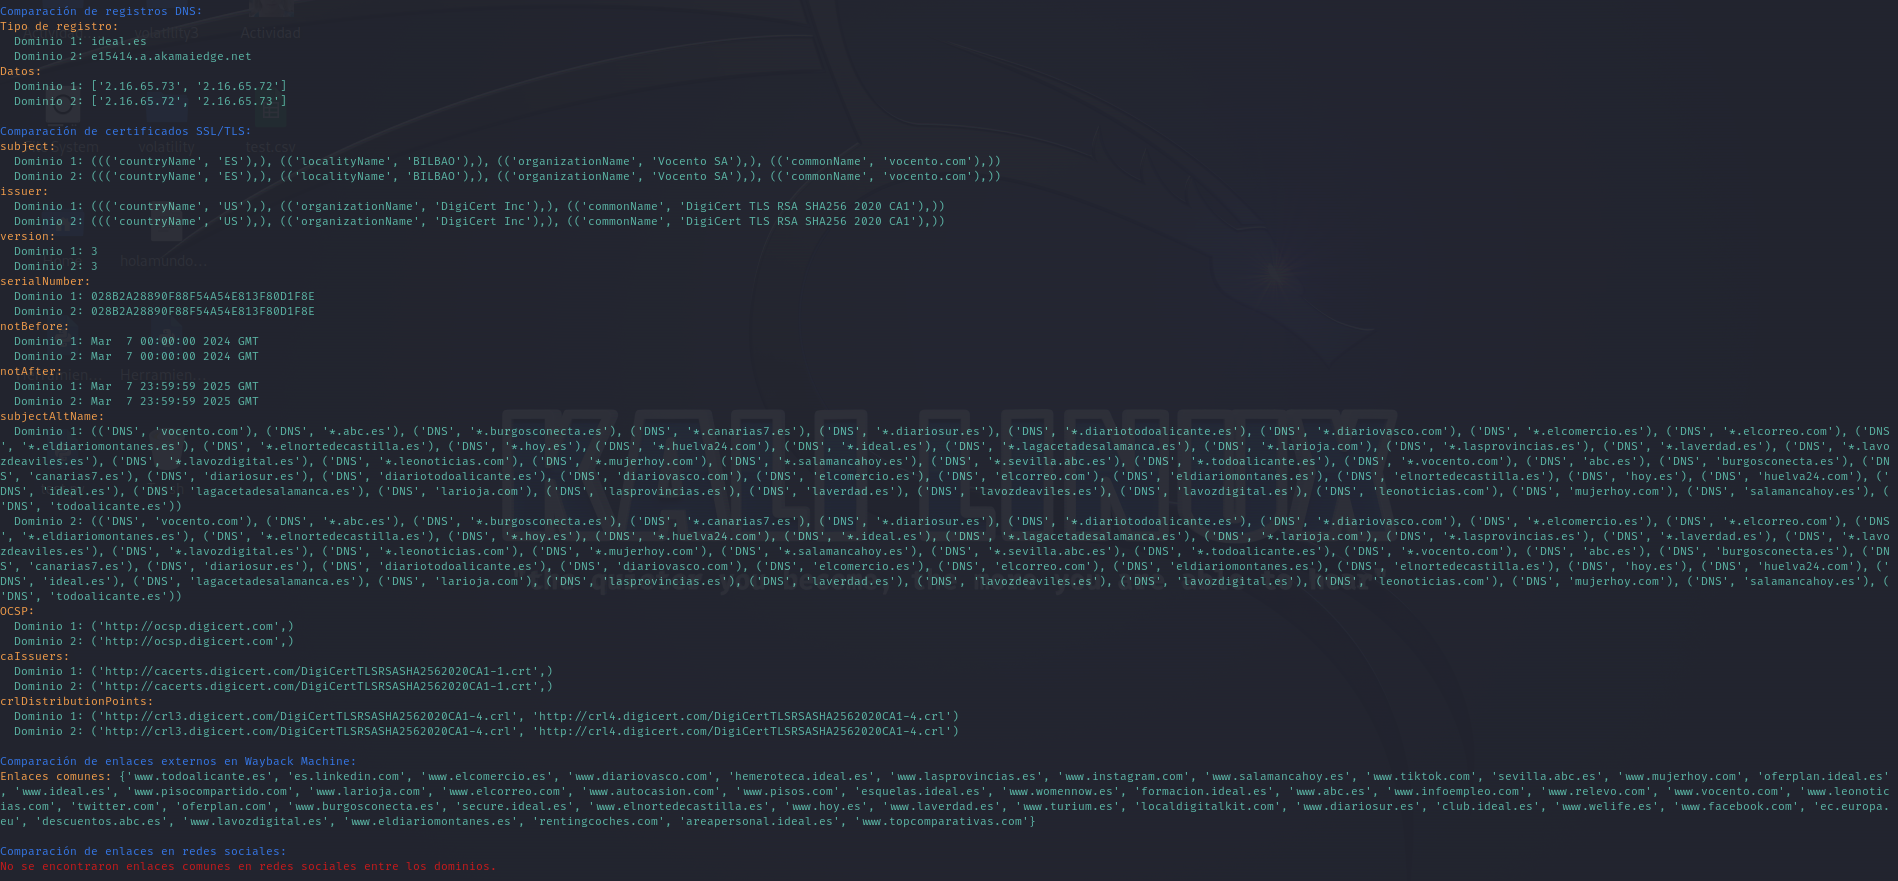 Comparación de registros DNS:
Tipo de registro:
Dominio 1: ideal.es
Dominio 2: e15414.a.akamaiedge.net
Datos:
Dominio 1: ['2.16.65.73', '2.16.65.72']
Dominio 2: ['2.16.65.72', '2.16.65.73']
Comparación de certificados SSL/TLS:
subject:
Dominio 1: ((('countryName', 'ES'),), (('localityName', 'BILBAO'),), (('organizationName', 'Vocento SA'),), (('commonName', 'vocento.com'),))
Dominio 2: ((('countryName', 'ES'),), (('localityName', 'BILBAO'),), (('organizationName', 'Vocento SA'),), (('commonName', 'vocento.com'),))
issuer:
Dominio 1: ((('countryName', 'US'),), (('organizationName', 'DigiCert Inc'),), (('commonName', 'DigiCert TLS RSA SHA256 2020 CA1'),))
Dominio 2: ((('countryName', 'US'),), (('organizationName', 'DigiCert Inc'),), (('commonName', 'DigiCert TLS RSA SHA256 2020 CA1'),))
version:
Dominio 1: 3
Dominio 2: 3
serialNumber:
Dominio 1: 028B2A28890F88F54A54E813F80D1F8E
Dominio 2: 028B2A28890F88F54A54E813F80D1F8E
notBefore:
Dominio 1: Mar  7 00:00:00 2024 GMT
Dominio 2: Mar  7 00:00:00 2024 GMT
notAfter:
Dominio 1: Mar  7 23:59:59 2025 GMT
Dominio 2: Mar  7 23:59:59 2025 GMT
subjectAltName:
Dominio 1: (('DNS', 'vocento.com'), ('DNS', '*.abc.es'), ('DNS', '*.burgosconecta.es'), ('DNS', '*.canarias7.es'), ('DNS', '*.diariosur.es'), ('DNS', '*.diariotodoalicante.es'), ('DNS', '*.diariovasco.com'), ('DNS', '*.elcomercio.es'), ('DNS', '*.elcorreo.com'), ('DNS
', '*.eldiariomontanes.es'), ('DNS', '*.elnortedecastilla.es'), ('DNS', '*.hoy.es'), ('DNS', '*.huelva24.com'), ('DNS', '*.ideal.es'), ('DNS', '*.lagacetadesalamanca.es'), ('DNS', '*.larioja.com'), ('DNS', '*.lasprovincias.es'), ('DNS', '*.laverdad.es'), ('DNS', '*.lavo
zdeaviles.es'), ('DNS', '*.lavozdigital.es'), ('DNS', '*.leonoticias.com'), ('DNS', '*.mujerhoy.com'), ('DNS', '*.salamancahoy.es'), ('DNS', '*.sevilla.abc.es'), ('DNS', '*.todoalicante.es'), ('DNS', '*.vocento.com'), ('DNS', 'abc.es'), ('DNS', 'burgosconecta.es'), ('DN
S', 'canarias7.es'), ('DNS', 'diariosur.es'), ('DNS', 'diariotodoalicante.es'), ('DNS', 'diariovasco.com'), ('DNS', 'elcomercio.es'), ('DNS', 'elcorreo.com'), ('DNS', 'eldiariomontanes.es'), ('DNS', 'elnortedecastilla.es'), ('DNS', 'hoy.es'), ('DNS', 'huelva24.com'), ('
DNS', 'ideal.es'), ('DNS', 'lagacetadesalamanca.es'), ('DNS', 'larioja.com'), ('DNS', 'lasprovincias.es'), ('DNS', 'laverdad.es'), ('DNS', 'lavozdeaviles.es'), ('DNS', 'lavozdigital.es'), ('DNS', 'leonoticias.com'), ('DNS', 'mujerhoy.com'), ('DNS', 'salamancahoy.es'), (
'DNS', 'todoalicante.es'))
Dominio 2: (('DNS', 'vocento.com'), ('DNS', '*.abc.es'), ('DNS', '*.burgosconecta.es'), ('DNS', '*.canarias7.es'), ('DNS', '*.diariosur.es'), ('DNS', '*.diariotodoalicante.es'), ('DNS', '*.diariovasco.com'), ('DNS', '*.elcomercio.es'), ('DNS', '*.elcorreo.com'), ('DNS
', '*.eldiariomontanes.es'), ('DNS', '*.elnortedecastilla.es'), ('DNS', '*.hoy.es'), ('DNS', '*.huelva24.com'), ('DNS', '*.ideal.es'), ('DNS', '*.lagacetadesalamanca.es'), ('DNS', '*.larioja.com'), ('DNS', '*.lasprovincias.es'), ('DNS', '*.laverdad.es'), ('DNS', '*.lavo
zdeaviles.es'), ('DNS', '*.lavozdigital.es'), ('DNS', '*.leonoticias.com'), ('DNS', '*.mujerhoy.com'), ('DNS', '*.salamancahoy.es'), ('DNS', '*.sevilla.abc.es'), ('DNS', '*.todoalicante.es'), ('DNS', '*.vocento.com'), ('DNS', 'abc.es'), ('DNS', 'burgosconecta.es'), ('DN
S', 'canarias7.es'), ('DNS', 'diariosur.es'), ('DNS', 'diariotodoalicante.es'), ('DNS', 'diariovasco.com'), ('DNS', 'elcomercio.es'), ('DNS', 'elcorreo.com'), ('DNS', 'eldiariomontanes.es'), ('DNS', 'elnortedecastilla.es'), ('DNS', 'hoy.es'), ('DNS', 'huelva24.com'), ('
DNS', 'ideal.es'), ('DNS', 'lagacetadesalamanca.es'), ('DNS', 'larioja.com'), ('DNS', 'lasprovincias.es'), ('DNS', 'laverdad.es'), ('DNS', 'lavozdeaviles.es'), ('DNS', 'lavozdigital.es'), ('DNS', 'leonoticias.com'), ('DNS', 'mujerhoy.com'), ('DNS', 'salamancahoy.es'), (
'DNS', 'todoalicante.es'))
OCSP:
Dominio 1: ('http://ocsp.digicert.com',)
Dominio 2: ('http://ocsp.digicert.com',)
caIssuers:
Dominio 1: ('http://cacerts.digicert.com/DigiCertTLSRSASHA2562020CA1-1.crt',)
Dominio 2: ('http://cacerts.digicert.com/DigiCertTLSRSASHA2562020CA1-1.crt',)
crlDistributionPoints:
Dominio 1: ('http://crl3.digicert.com/DigiCertTLSRSASHA2562020CA1-4.crl', 'http://crl4.digicert.com/DigiCertTLSRSASHA2562020CA1-4.crl')
Dominio 2: ('http://crl3.digicert.com/DigiCertTLSRSASHA2562020CA1-4.crl', 'http://crl4.digicert.com/DigiCertTLSRSASHA2562020CA1-4.crl')
Comparación de enlaces externos en Wayback Machine:
Enlaces comunes: {'www.todoalicante.es', 'es.linkedin.com', 'www.elcomercio.es', 'www.diariovasco.com', 'hemeroteca.ideal.es', 'www.lasprovincias.es', 'www.instagram.com', 'www.salamancahoy.es', 'www.tiktok.com', 'sevilla.abc.es', 'www.mujerhoy.com', 'oferplan.ideal.es'
, 'www.ideal.es', 'www.pisocompartido.com', 'www.larioja.com', 'www.elcorreo.com', 'www.autocasion.com', 'www.pisos.com', 'esquelas.ideal.es', 'www.womennow.es', 'formacion.ideal.es', 'www.abc.es', 'www.infoempleo.com', 'www.relevo.com', 'www.vocento.com', 'www.leonotic
ias.com', 'twitter.com', 'oferplan.com', 'www.burgosconecta.es', 'secure.ideal.es', 'www.elnortedecastilla.es', 'www.hoy.es', 'www.laverdad.es', 'www.turium.es', 'localdigitalkit.com', 'www.diariosur.es', 'club.ideal.es', 'www.welife.es', 'www.facebook.com', 'ec.europa.
eu', 'descuentos.abc.es', 'www.lavozdigital.es', 'www.eldiariomontanes.es', 'rentingcoches.com', 'areapersonal.ideal.es', 'www.topcomparativas.com'}
Comparación de enlaces en redes sociales:
No se encontraron enlaces comunes en redes sociales entre los dominios.
volatility3
Actividad
volatility
test.csv
holamundo....
Herramien...
KALI LINUX